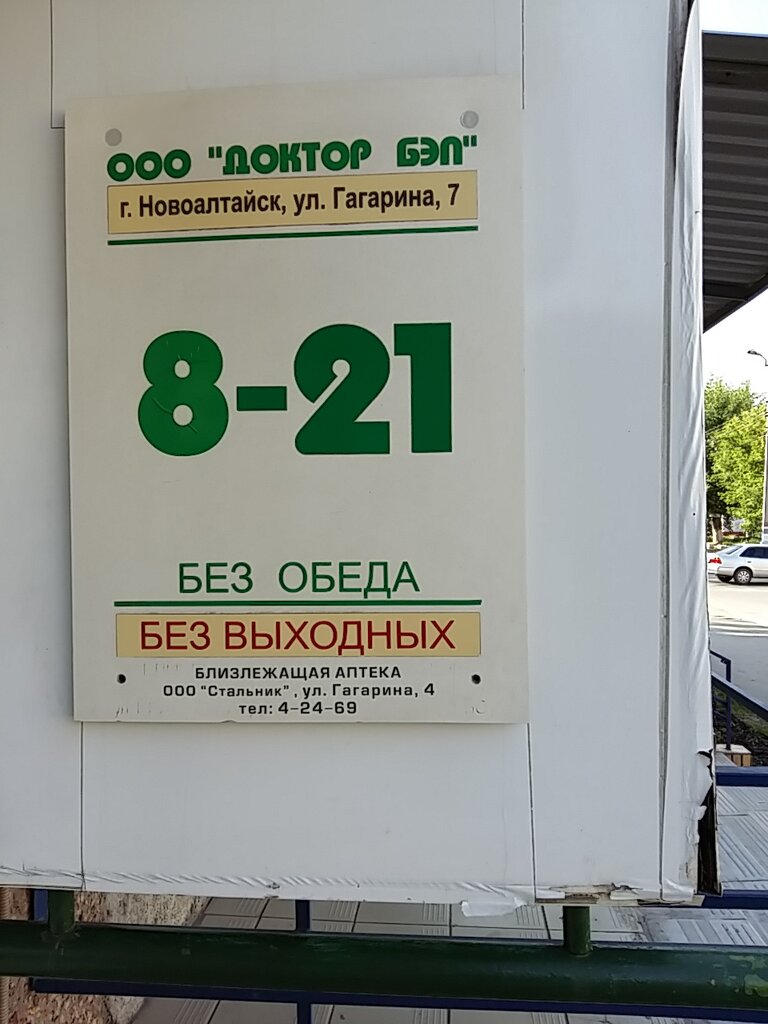 ООО "ДОКТОР БЭЛ"
г. Новоалтайск, ул. Гагарина, 7
8-21
БЕЗ ОБЕДА
БЕЗ ВЫХОДНЫХ
БЛИЗЛЕЖАЩАЯ АПТЕКА
ООО "Стальник", ул. Гагарина, 4
тел: 4-24-69